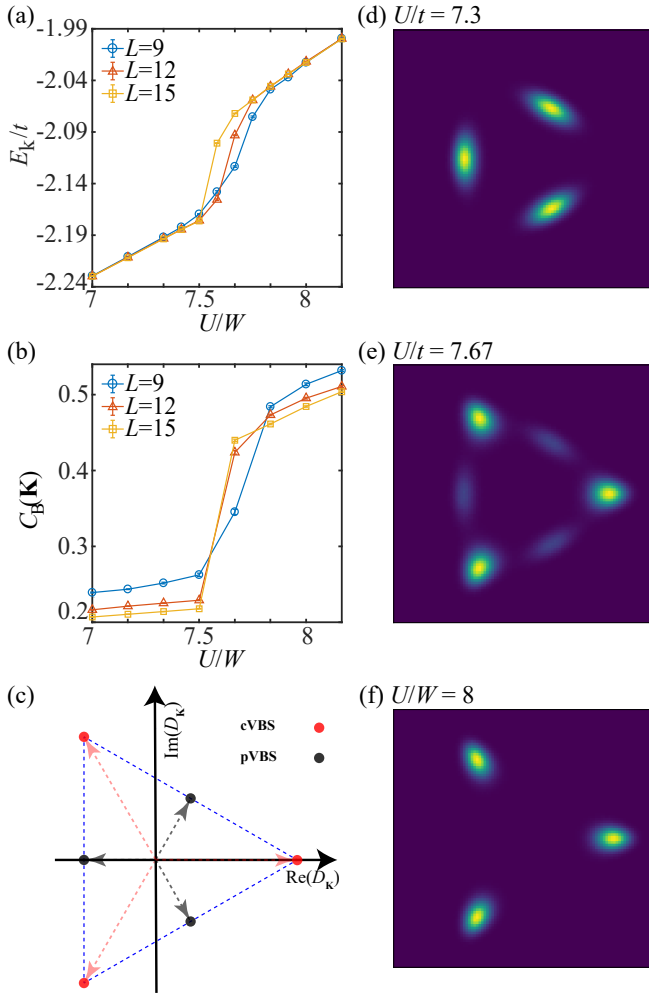 (a)
-1.99
-2.04
-2.09
-2.14
-2.19
-2.24
E_k/t
L=9
L=12
L=15
7
7.5
8
U/W
(b)
0.5
0.4
0.3
0.2
C_B(K)
L=9
L=12
L=15
7
7.5
8
U/W
(c)
Im(D_K)
cVBS
pVBS
Re(D_K)
(d) U/t = 7.3
(e) U/t = 7.67
(f) U/W = 8